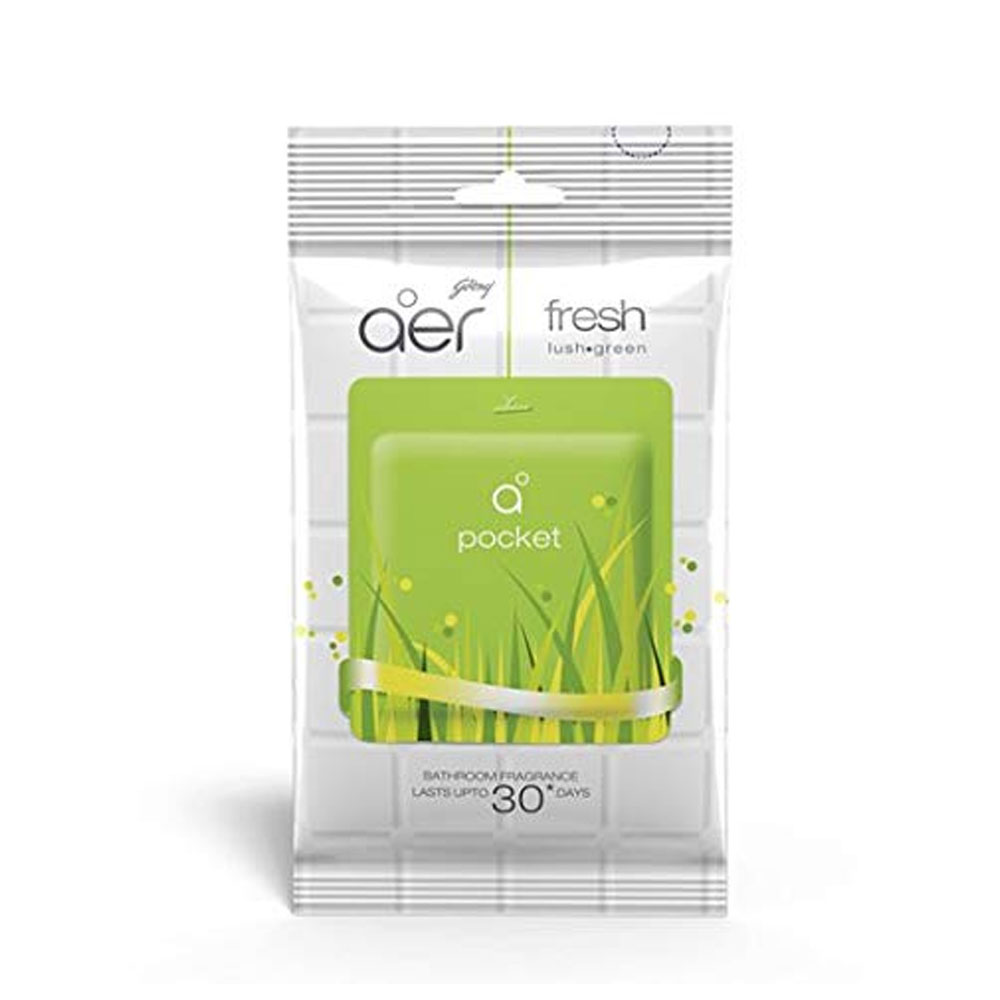 Godrej
aer
fresh
lush•green
a
pocket
BATHROOM FRAGRANCE
LASTS UPTO 30* DAYS